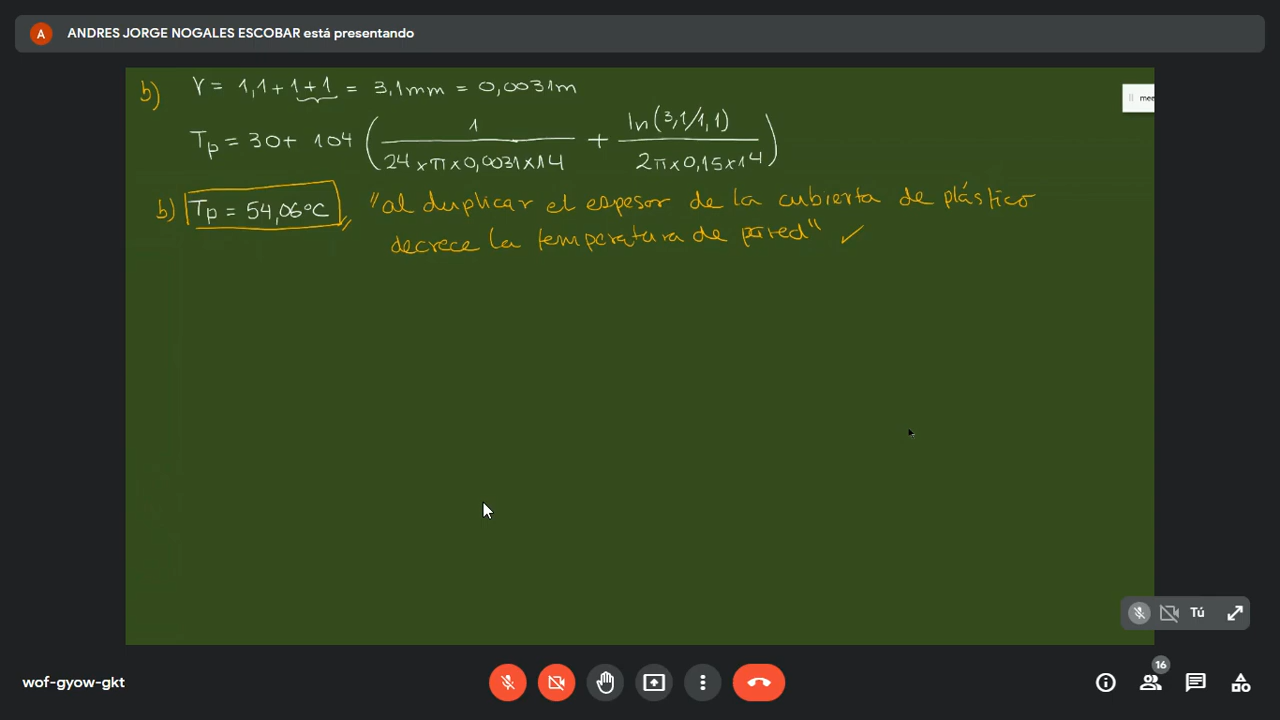 A ANDRES JORGE NOGALES ESCOBAR está presentando
b) r = 1,1 + 1 + 1 = 3,1mm = 0,0031m
Tp = 30 + 104 ( 1 / 24 × π × 0,0031 × 14 + ln(3,1/1,1) / 2π × 0,15 × 14 )
b) Tp = 54,06°C // "al duplicar el espesor de la cubierta de plástico
decrece la temperatura de pared" ✓
mee
Tú
wof-gyow-gkt
16